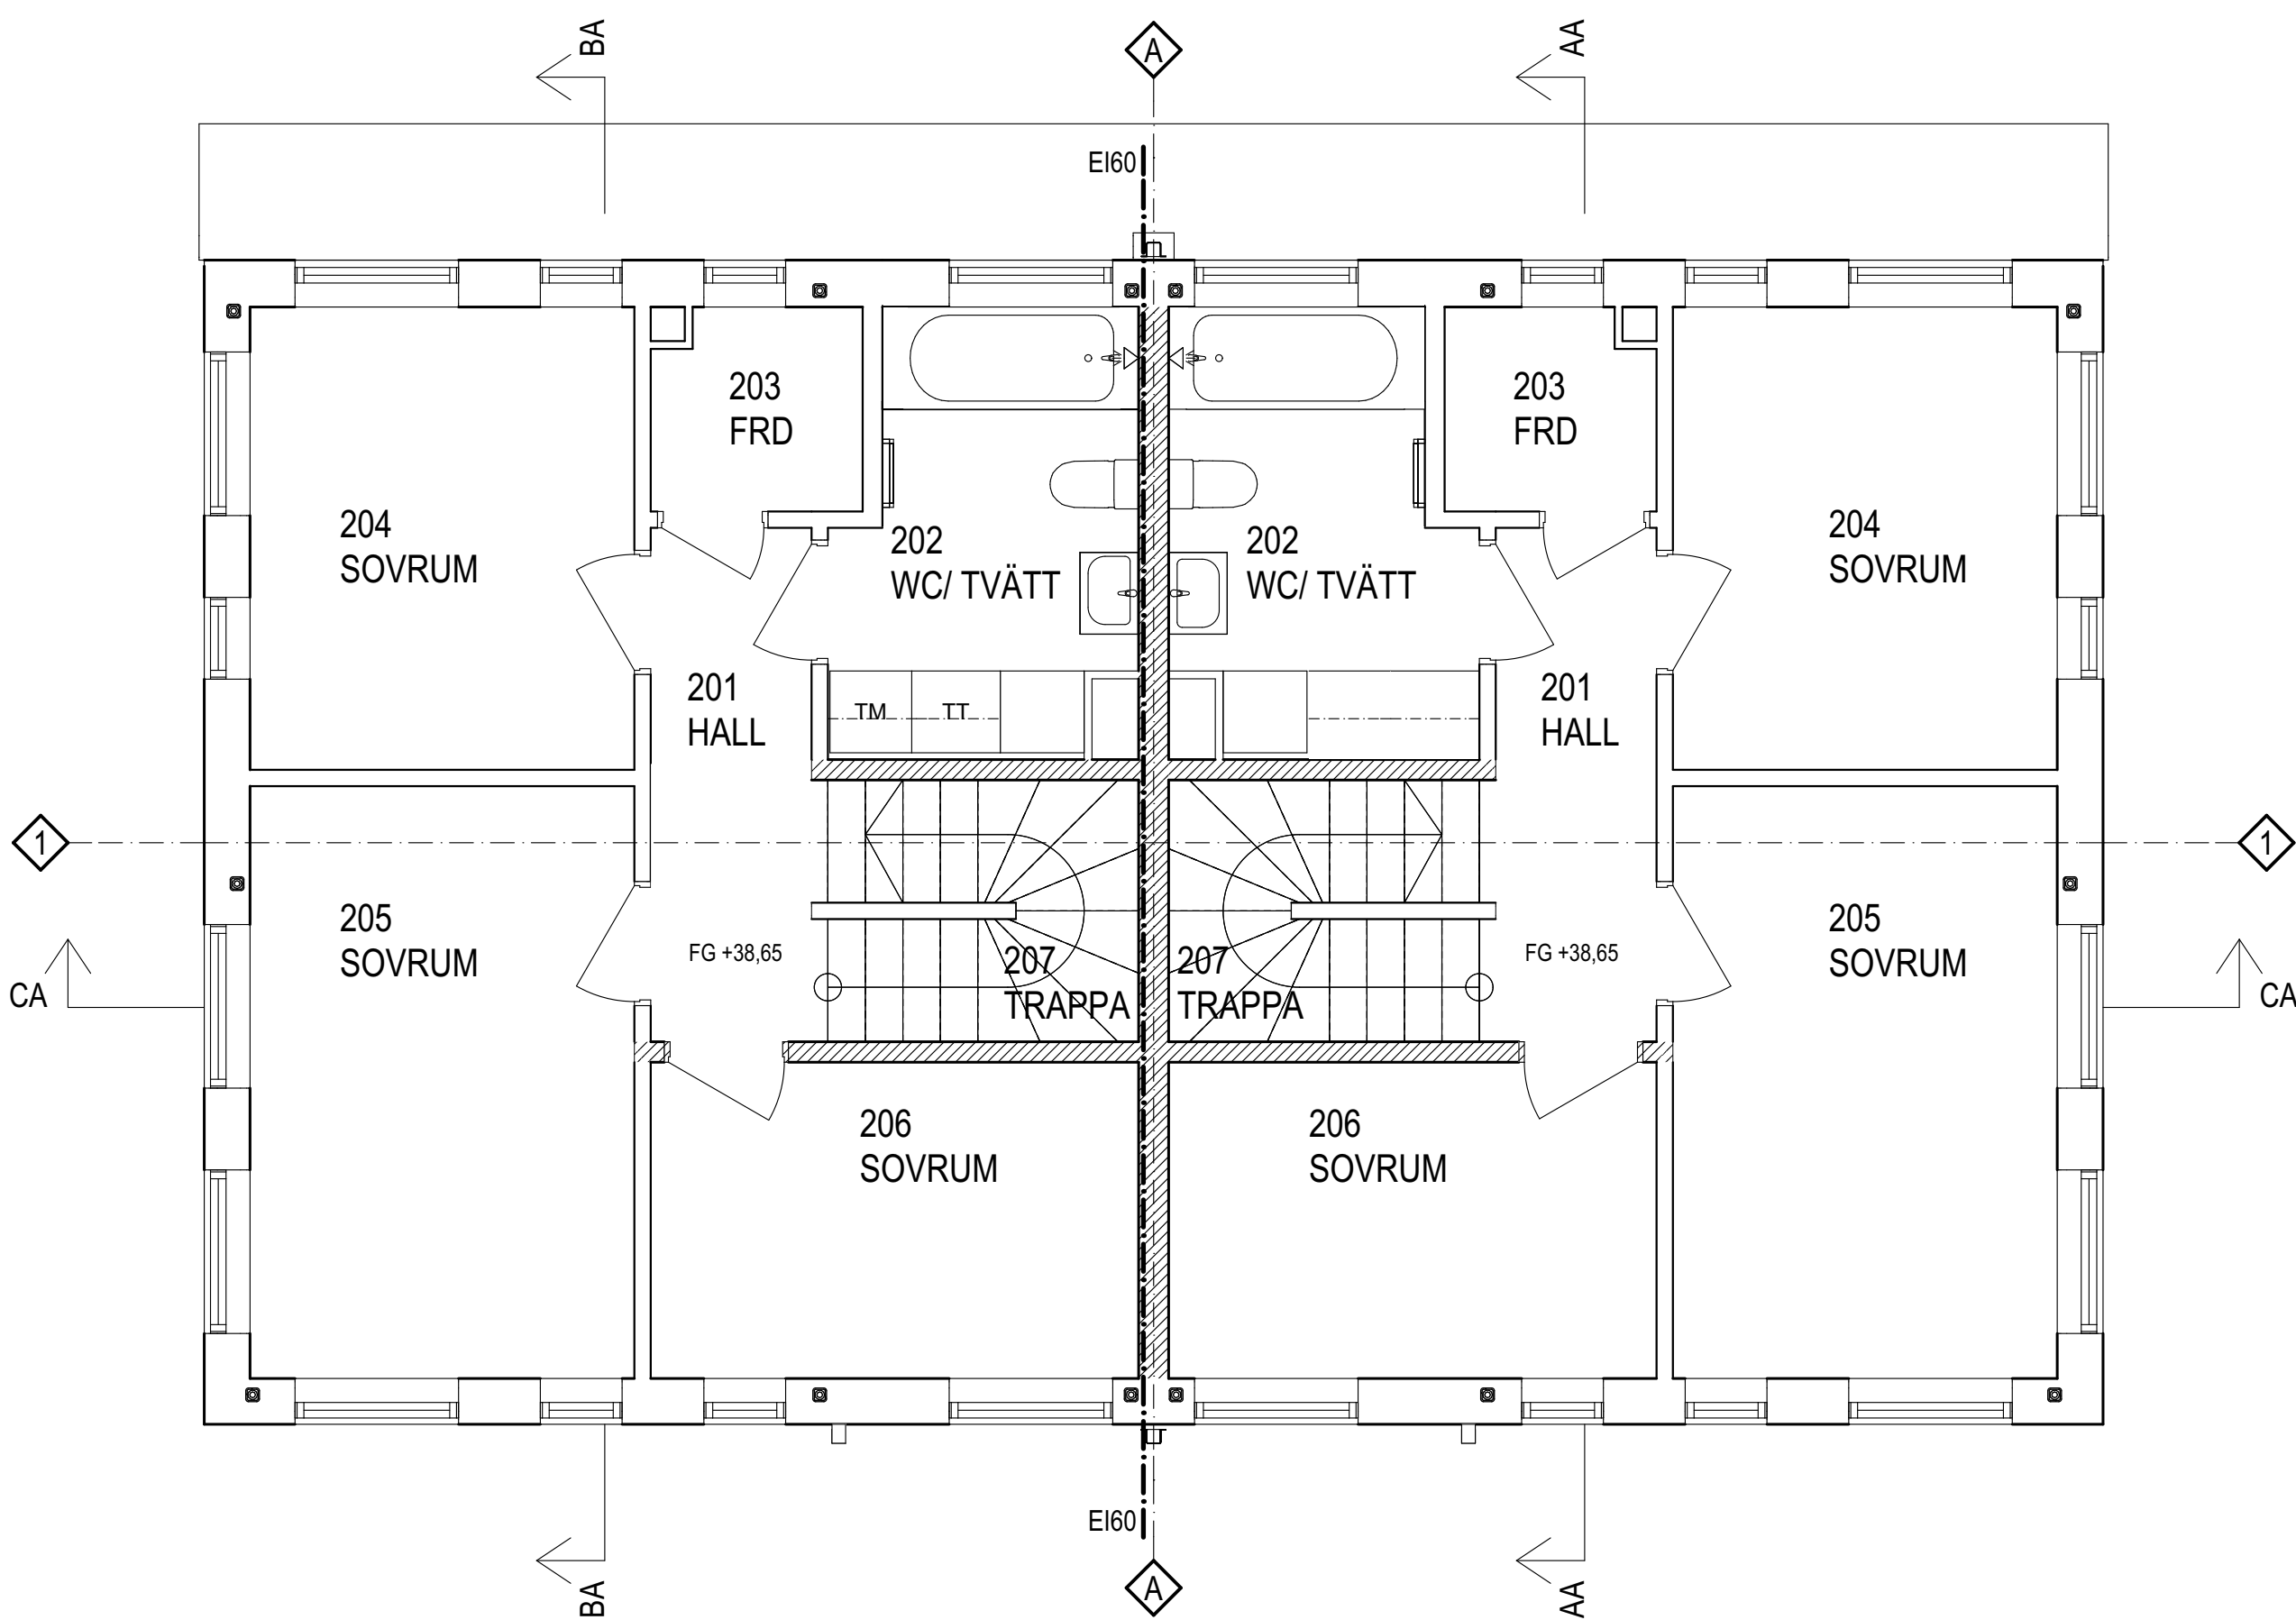 BA
A
AA
EI60
203
FRD
203
FRD
204
SOVRUM
202
WC/ TVÄTT
202
WC/ TVÄTT
204
SOVRUM
201
HALL
TM
TT
201
HALL
1
1
205
SOVRUM
FG +38,65
207
TRAPPA
207
TRAPPA
FG +38,65
205
SOVRUM
CA
CA
206
SOVRUM
206
SOVRUM
EI60
BA
A
AA